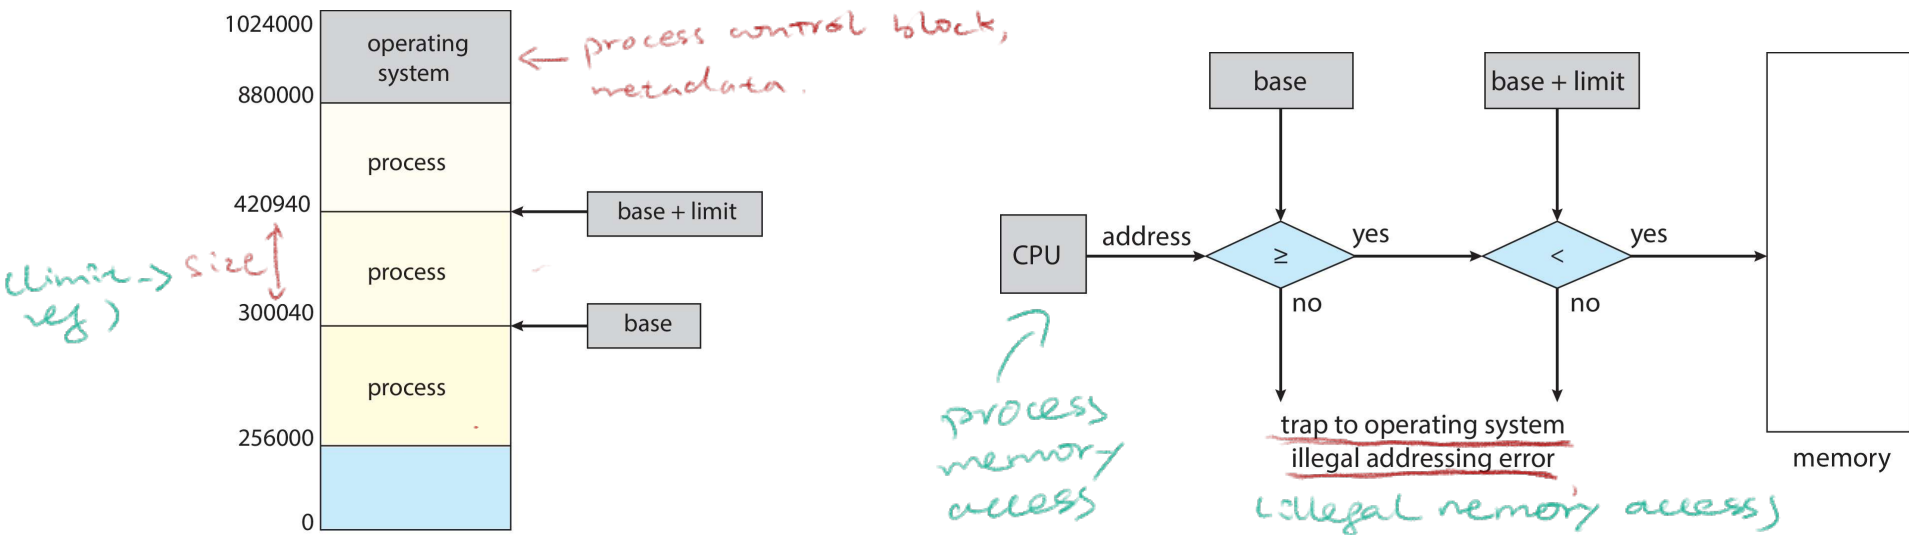 1024000
operating
system
← process control block,
metadata.
880000
process
420940
base + limit
(limit → size
reg)
process
300040
base
process
256000
0
base
base + limit
CPU
address
≥
yes
<
yes
no
no
process
memory
access
trap to operating system
illegal addressing error
(illegal memory access)
memory